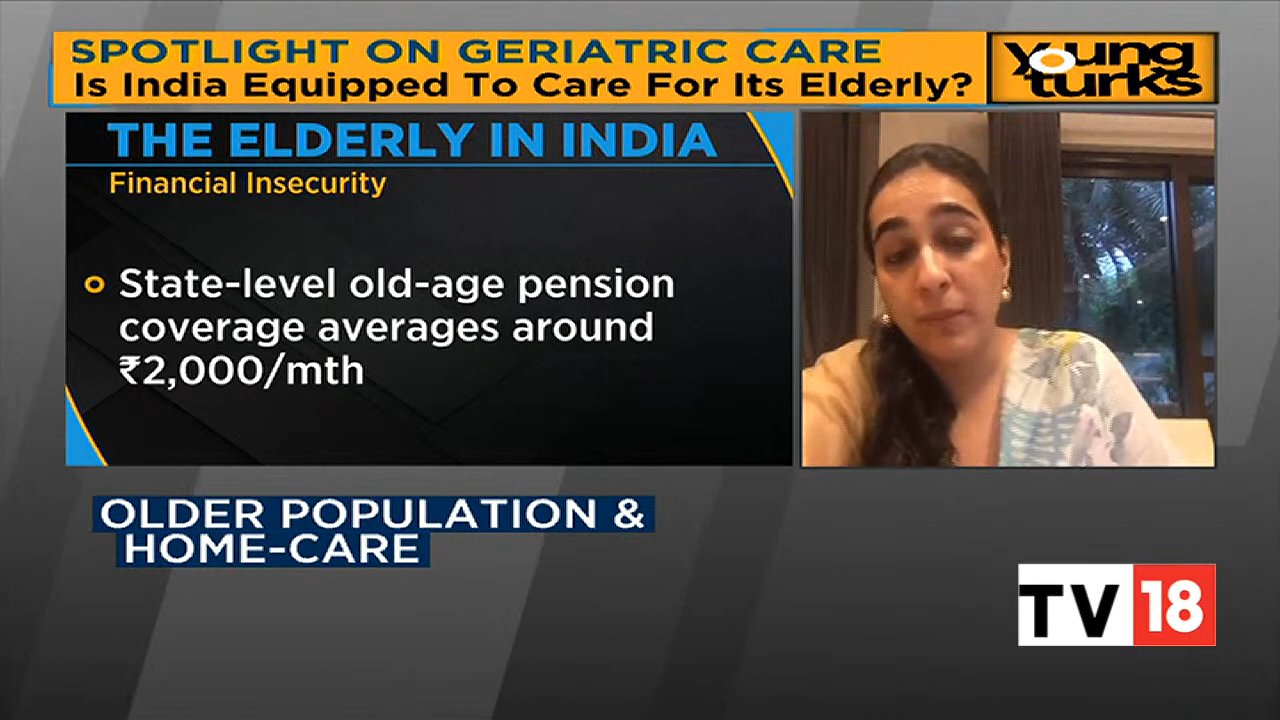 SPOTLIGHT ON GERIATRIC CARE
Is India Equipped To Care For Its Elderly?
young
turks
THE ELDERLY IN INDIA
Financial Insecurity
State-level old-age pension
coverage averages around
₹2,000/mth
OLDER POPULATION &
HOME-CARE
TV18